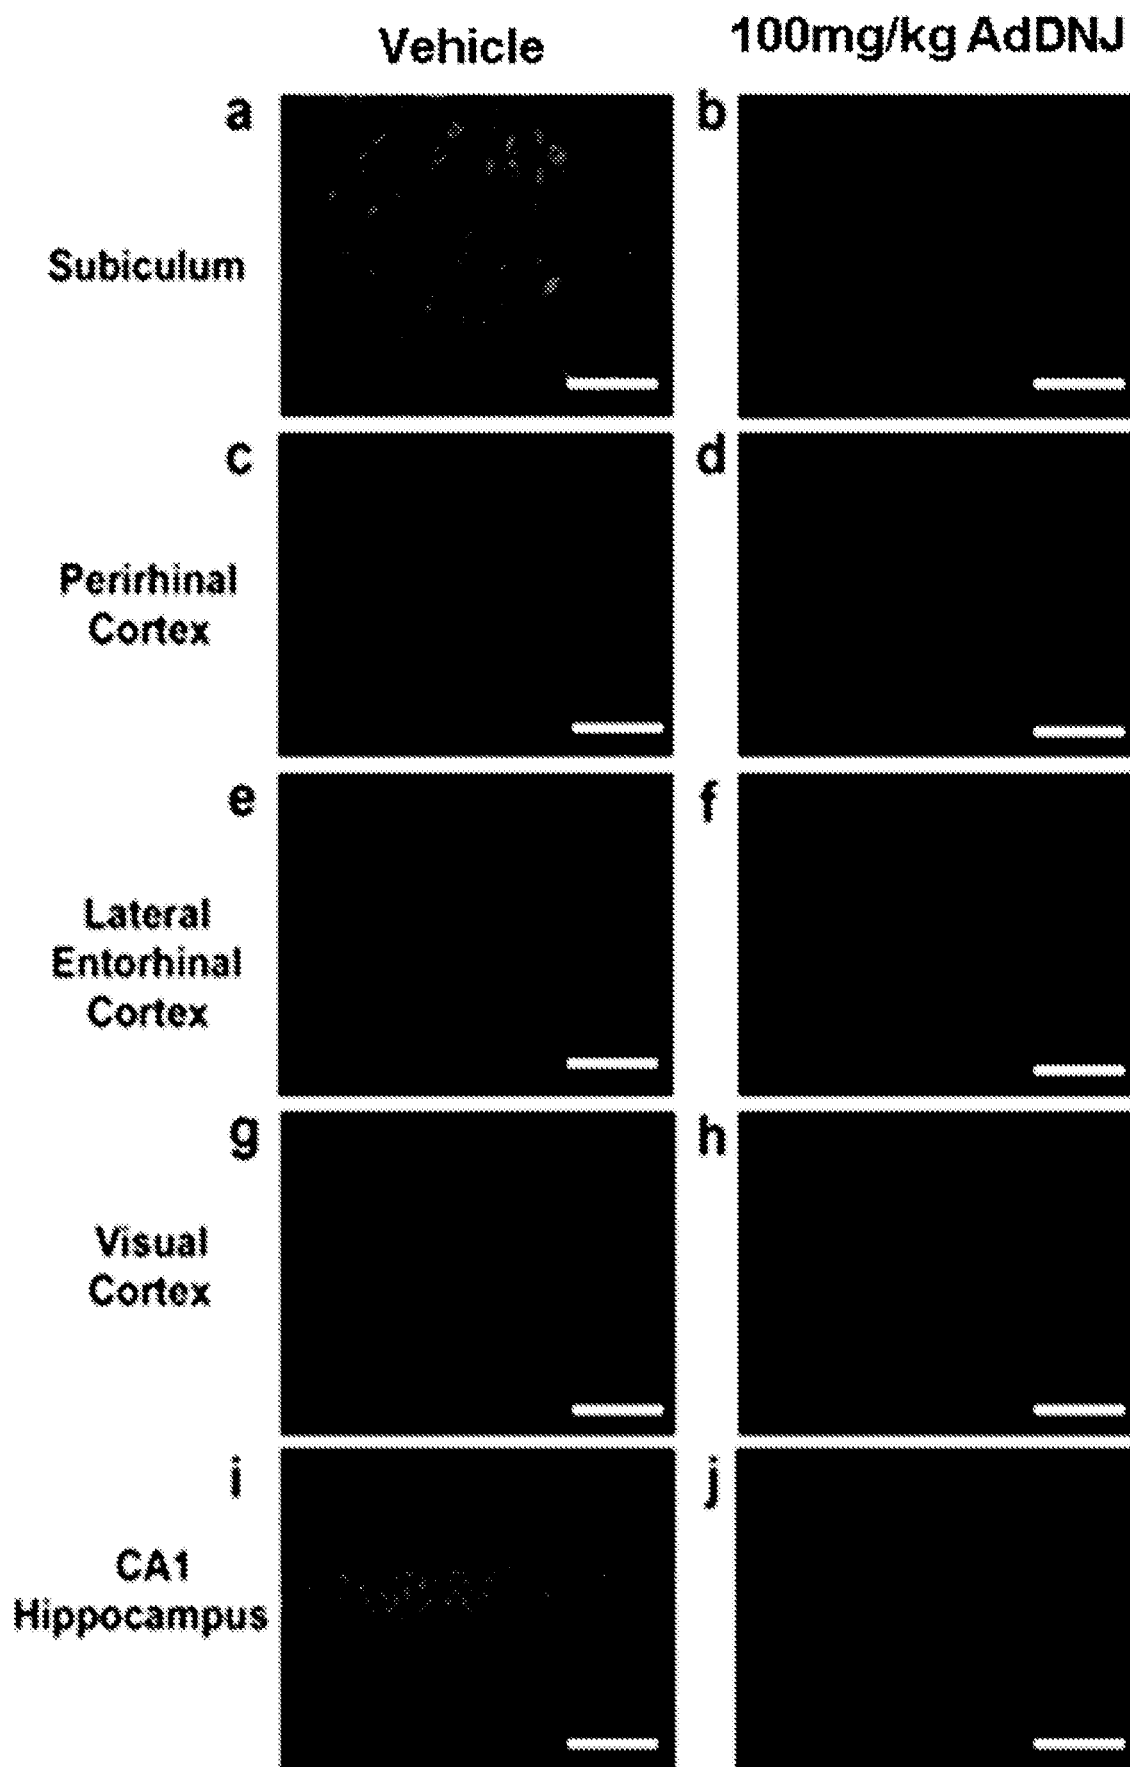 Vehicle
100mg/kg AdDNJ
a
b
Subiculum
c
d
Perirhinal
Cortex
e
f
Lateral
Entorhinal
Cortex
g
h
Visual
Cortex
i
j
CA1
Hippocampus